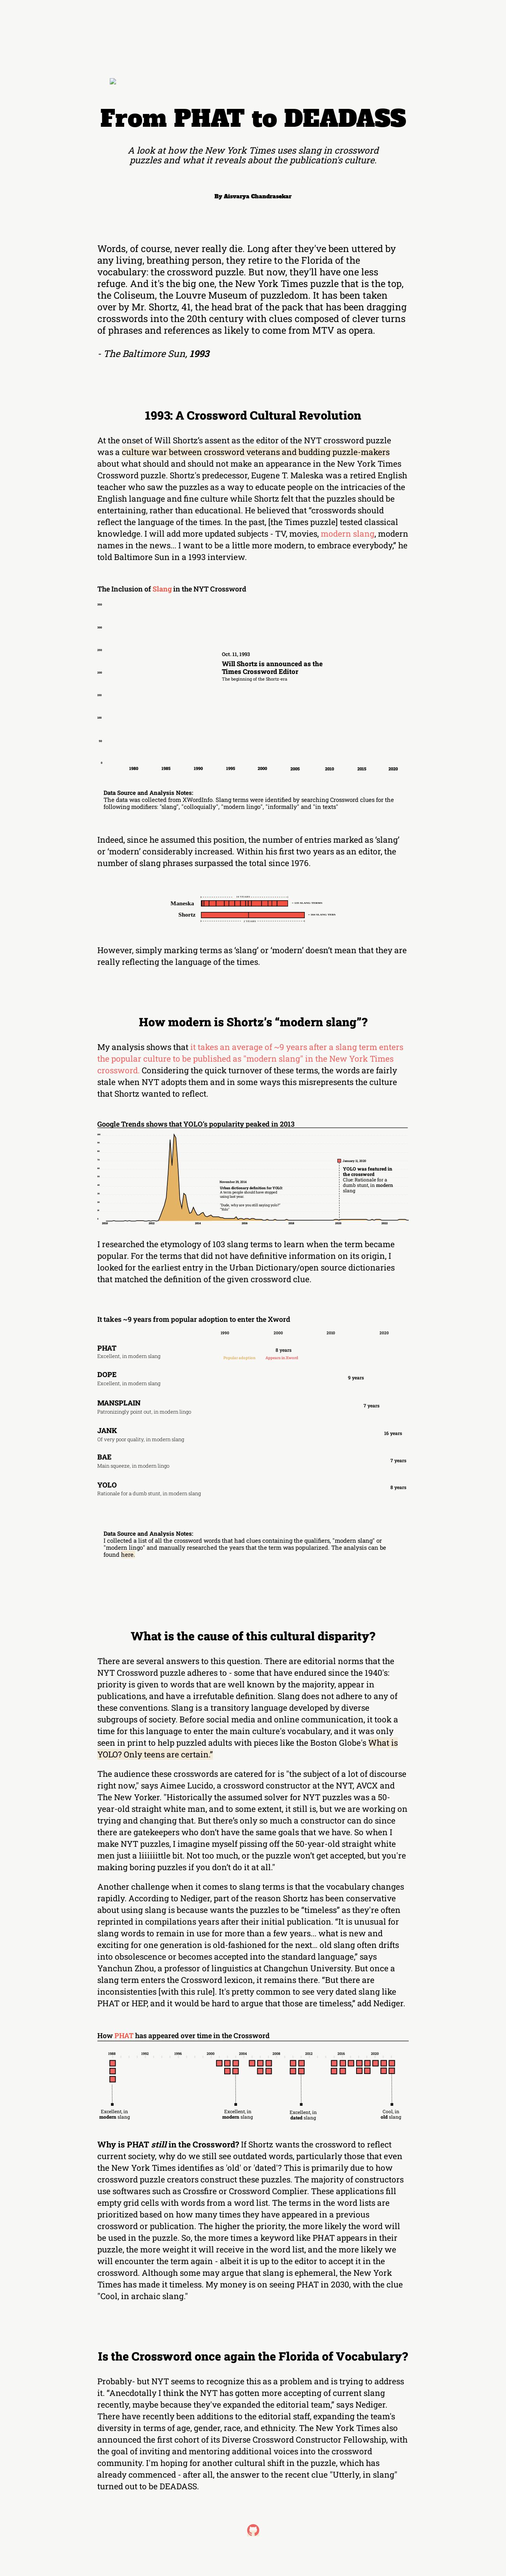 From PHAT to DEADASS
A look at how the New York Times uses slang in crossword
puzzles and what it reveals about the publication's culture.
By Aisvarya Chandrasekar
Words, of course, never really die. Long after they've been uttered by
any living, breathing person, they retire to the Florida of the
vocabulary: the crossword puzzle. But now, they'll have one less
refuge. And it's the big one, the New York Times puzzle that is the top,
the Coliseum, the Louvre Museum of puzzledom. It has been taken
over by Mr. Shortz, 41, the head brat of the pack that has been dragging
crosswords into the 20th century with clues composed of clever turns
of phrases and references as likely to come from MTV as opera.
- The Baltimore Sun, 1993
1993: A Crossword Cultural Revolution
At the onset of Will Shortz's assent as the editor of the NYT crossword puzzle
was a culture war between crossword veterans and budding puzzle-makers
about what should and should not make an appearance in the New York Times
Crossword puzzle. Shortz's predecessor, Eugene T. Maleska was a retired English
teacher who saw the puzzles as a way to educate people on the intricacies of the
English language and fine culture while Shortz felt that the puzzles should be
entertaining, rather than educational. He believed that “crosswords should
reflect the language of the times. In the past, [the Times puzzle] tested classical
knowledge. I will add more updated subjects - TV, movies, modern slang, modern
names in the news... I want to be a little more modern, to embrace everybody,” he
told Baltimore Sun in a 1993 interview.
The Inclusion of Slang in the NYT Crossword
Oct. 11, 1993
Will Shortz is announced as the
Times Crossword Editor
The beginning of the Shortz-era
50
0
1980 1985 1990 1995 2000 2005 2010 2015 2020
Data Source and Analysis Notes:
The data was collected from XWordInfo. Slang terms were identified by searching Crossword clues for the
following modifiers: "slang", "colloquially", "modern lingo", "informally" and "in texts"
Indeed, since he assumed this position, the number of entries marked as ‘slang’
or ‘modern’ considerably increased. Within his first two years as an editor, the
number of slang phrases surpassed the total since 1976.
Maneska
Shortz
However, simply marking terms as ‘slang’ or ‘modern’ doesn’t mean that they are
really reflecting the language of the times.
How modern is Shortz’s “modern slang”?
My analysis shows that it takes an average of ~9 years after a slang term enters
the popular culture to be published as "modern slang" in the New York Times
crossword. Considering the quick turnover of these terms, the words are fairly
stale when NYT adopts them and in some ways this misrepresents the culture
that Shortz wanted to reflect.
Google Trends shows that YOLO's popularity peaked in 2013
January 11, 2020
YOLO was featured in
the crossword
Clue: Rationale for a
dumb stunt, in modern
slang
Urban dictionary definition for YOLO
A term people should have stopped
using last year
"Dude, why are you still saying yolo?"
"Yolo"
2010 2012 2014 2016 2018 2020 2022
I researched the etymology of 103 slang terms to learn when the term became
popular. For the terms that did not have definitive information on its origin, I
looked for the earliest entry in the Urban Dictionary/open source dictionaries
that matched the definition of the given crossword clue.
It takes ~9 years from popular adoption to enter the Xword
1990 2000 2010 2020
PHAT
Excellent, in modern slang
8 years
Popular adoption
Appears in Xword
DOPE
Excellent, in modern slang
9 years
MANSPLAIN
Patronizingly point out, in modern lingo
7 years
JANK
Of very poor quality, in modern slang
16 years
BAE
Main squeeze, in modern lingo
7 years
YOLO
Rationale for a dumb stunt, in modern slang
8 years
Data Source and Analysis Notes:
I collected a list of all the crossword words that had clues containing the qualifiers, "modern slang" or
"modern lingo" and manually researched the years that the term was popularized. The analysis can be
found here.
What is the cause of this cultural disparity?
There are several answers to this question. There are editorial norms that the
NYT Crossword puzzle adheres to - some that have endured since the 1940's:
priority is given to words that are well known by the majority, appear in
publications, and have a irrefutable definition. Slang does not adhere to any of
these conventions. Slang is a transitory language developed by diverse
subgroups of society. Before social media and online communication, it took a
time for this language to enter the main culture's vocabulary, and it was only
seen in print to help puzzled adults with pieces like the Boston Globe's What is
YOLO? Only teens are certain.”
The audience these crosswords are catered for is "the subject of a lot of discourse
right now," says Aimee Lucido, a crossword constructor at the NYT, AVCX and
The New Yorker. "Historically the assumed solver for NYT puzzles was a 50-
year-old straight white man, and to some extent, it still is, but we are working on
trying and changing that. But there's only so much a constructor can do since
there are gatekeepers who don’t have the same goals that we have. So when I
make NYT puzzles, I imagine myself pissing off the 50-year-old straight white
men just a liiiiiittle bit. Not too much, or the puzzle won’t get accepted, but you're
making boring puzzles if you don’t do it at all."
Another challenge when it comes to slang terms is that the vocabulary changes
rapidly. According to Nediger, part of the reason Shortz has been conservative
about using slang is because wants the puzzles to be “timeless” as they're often
reprinted in compilations years after their initial publication. “It is unusual for
slang words to remain in use for more than a few years... what is new and
exciting for one generation is old-fashioned for the next... old slang often drifts
into obsolescence or becomes accepted into the standard language,” says
Yanchun Zhou, a professor of linguistics at Changchun University. But once a
slang term enters the Crossword lexicon, it remains there. “But there are
inconsistencies [with this rule]. It's pretty common to see very dated slang like
PHAT or HEP, and it would be hard to argue that those are timeless,” add Nediger.
How PHAT has appeared over time in the Crossword
1988 1992 1996 2000 2004 2008 2012 2016 2020
Excellent, in
modern slang
Excellent, in
modern slang
Excellent, in
dated slang
Cool, in
old slang
Why is PHAT still in the Crossword? If Shortz wants the crossword to reflect
current society, why do we still see outdated words, particularly those that even
the New York Times identifies as 'old' or 'dated'? This is primarily due to how
crossword puzzle creators construct these puzzles. The majority of constructors
use softwares such as Crossfire or Crossword Complier. These applications fill
empty grid cells with words from a word list. The terms in the word lists are
prioritized based on how many times they have appeared in a previous
crossword or publication. The higher the priority, the more likely the word will
be used in the puzzle. So, the more times a keyword like PHAT appears in their
puzzle, the more weight it will receive in the word list, and the more likely we
will encounter the term again - albeit it is up to the editor to accept it in the
crossword. Although some may argue that slang is ephemeral, the New York
Times has made it timeless. My money is on seeing PHAT in 2030, with the clue
"Cool, in archaic slang."
Is the Crossword once again the Florida of Vocabulary?
Probably- but NYT seems to recognize this as a problem and is trying to address
it. “Anecdotally I think the NYT has gotten more accepting of current slang
recently, maybe because they've expanded the editorial team,” says Nediger.
There have recently been additions to the editorial staff, expanding the team's
diversity in terms of age, gender, race, and ethnicity. The New York Times also
announced the first cohort of its Diverse Crossword Constructor Fellowship, with
the goal of inviting and mentoring additional voices into the crossword
community. I'm hoping for another cultural shift in the puzzle, which has
already commenced - after all, the answer to the recent clue "Utterly, in slang"
turned out to be DEADASS.